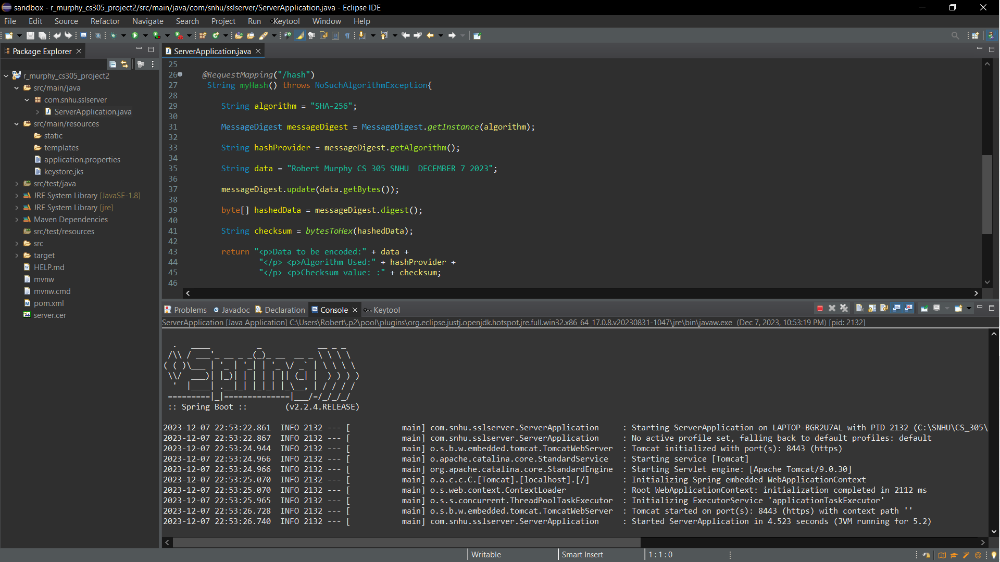 sandbox - r_murphy_cs305_project2/src/main/java/com/snhu/sslserver/ServerApplication.java - Eclipse IDE
File Edit Source Refactor Navigate Search Project Run Keytool Window Help
Package Explorer
r_murphy_cs305_project2
src/main/java
com.snhu.sslserver
ServerApplication.java
src/main/resources
static
templates
application.properties
keystore.jks
src/test/java
JRE System Library [JavaSE-1.8]
JRE System Library [jre]
Maven Dependencies
src/test/resources
src
target
HELP.md
mvnw
mvnw.cmd
pom.xml
server.cer
ServerApplication.java
25
26 @RequestMapping("/hash")
27 String myHash() throws NoSuchAlgorithmException{
28
29 String algorithm = "SHA-256";
30
31 MessageDigest messageDigest = MessageDigest.getInstance(algorithm);
32
33 String hashProvider = messageDigest.getAlgorithm();
34
35 String data = "Robert Murphy CS 305 SNHU  DECEMBER 7 2023";
36
37 messageDigest.update(data.getBytes());
38
39 byte[] hashedData = messageDigest.digest();
40
41 String checksum = bytesToHex(hashedData);
42
43 return "<p>Data to be encoded:" + data +
44 "</p> <p>Algorithm Used:" + hashProvider +
45 "</p> <p>Checksum value: :" + checksum;
46
Problems Javadoc Declaration Console Keytool
ServerApplication [Java Application] C:\Users\Robert\.p2\pool\plugins\org.eclipse.justj.openjdk.hotspot.jre.full.win32.x86_64_17.0.8.v20230831-1047\jre\bin\javaw.exe (Dec 7, 2023, 10:53:19 PM) [pid: 2132]
Spring
:: Spring Boot :: (v2.2.4.RELEASE)
2023-12-07 22:53:22.861 INFO 2132 --- [ main] com.snhu.sslserver.ServerApplication : Starting ServerApplication on LAPTOP-BGR2U7AL with PID 2132 (C:\SNHU\CS_305\
2023-12-07 22:53:22.867 INFO 2132 --- [ main] com.snhu.sslserver.ServerApplication : No active profile set, falling back to default profiles: default
2023-12-07 22:53:24.944 INFO 2132 --- [ main] o.s.b.w.embedded.tomcat.TomcatWebServer : Tomcat initialized with port(s): 8443 (https)
2023-12-07 22:53:24.966 INFO 2132 --- [ main] o.apache.catalina.core.StandardService : Starting service [Tomcat]
2023-12-07 22:53:24.966 INFO 2132 --- [ main] org.apache.catalina.core.StandardEngine : Starting Servlet engine: [Apache Tomcat/9.0.30]
2023-12-07 22:53:25.070 INFO 2132 --- [ main] o.a.c.c.C.[Tomcat].[localhost].[/] : Initializing Spring embedded WebApplicationContext
2023-12-07 22:53:25.070 INFO 2132 --- [ main] o.s.web.context.ContextLoader : Root WebApplicationContext: initialization completed in 2112 ms
2023-12-07 22:53:25.965 INFO 2132 --- [ main] o.s.s.concurrent.ThreadPoolTaskExecutor : Initializing ExecutorService 'applicationTaskExecutor'
2023-12-07 22:53:26.728 INFO 2132 --- [ main] o.s.b.w.embedded.tomcat.TomcatWebServer : Tomcat started on port(s): 8443 (https) with context path ''
2023-12-07 22:53:26.740 INFO 2132 --- [ main] com.snhu.sslserver.ServerApplication : Started ServerApplication in 4.523 seconds (JVM running for 5.2)
Writable Smart Insert 1 : 1 : 0